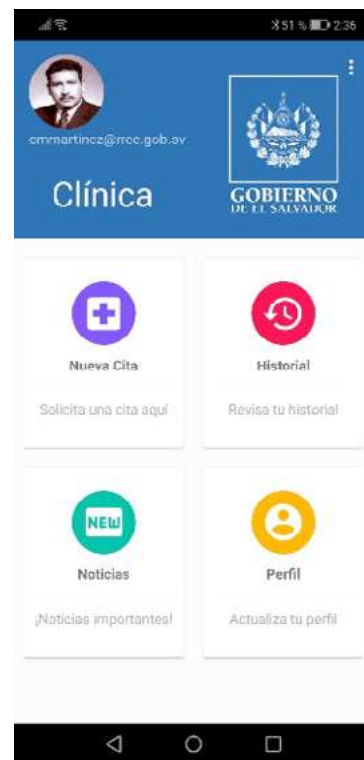 51 % 2:36
cmmartinez@rrcc.gob.sv
Clínica
GOBIERNO
DE EL SALVADOR
Nueva Cita
Historial
Solicita una cita aquí
Revisa tu historial
NEW
Noticias
Perfil
¡Noticias importantes!
Actualiza tu perfil